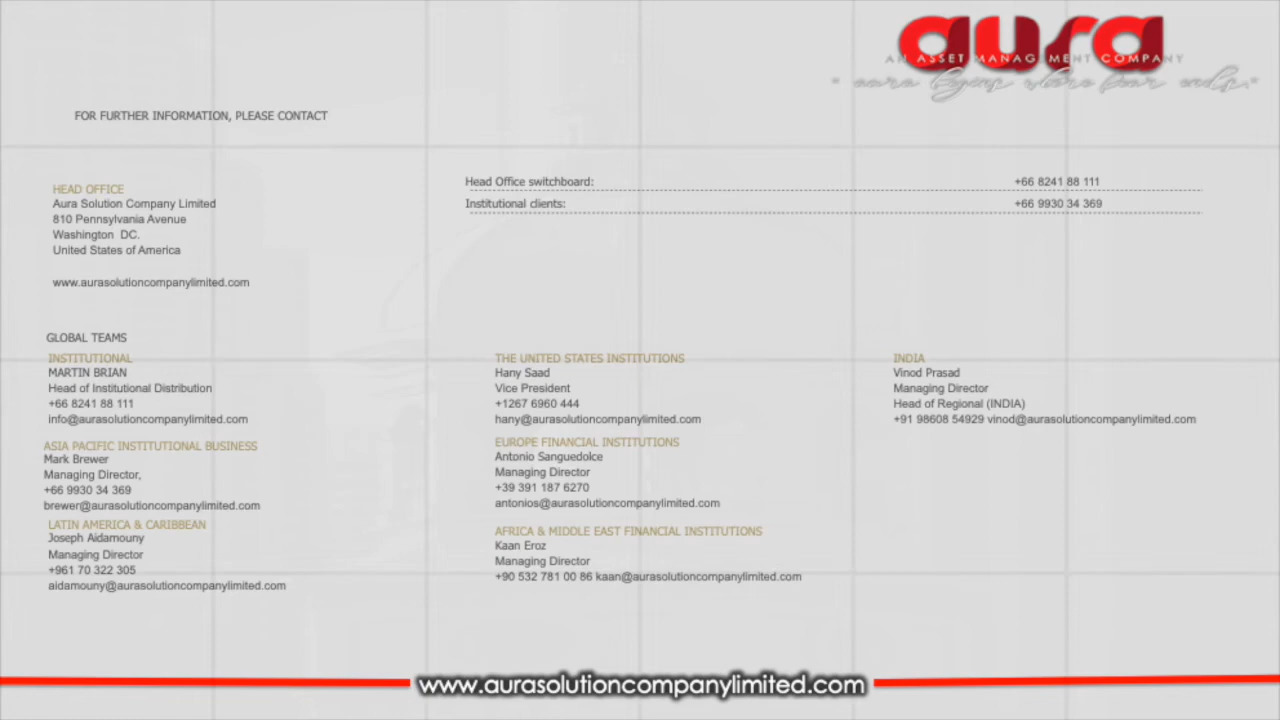 aura
AN ASSET MANAGEMENT COMPANY
" aura begins where fear ends."
FOR FURTHER INFORMATION, PLEASE CONTACT
HEAD OFFICE
Aura Solution Company Limited
810 Pennsylvania Avenue
Washington DC.
United States of America
www.aurasolutioncompanylimited.com
Head Office switchboard: +66 8241 88 111
Institutional clients: +66 9930 34 369
GLOBAL TEAMS
INSTITUTIONAL
MARTIN BRIAN
Head of Institutional Distribution
+66 8241 88 111
info@aurasolutioncompanylimited.com
ASIA PACIFIC INSTITUTIONAL BUSINESS
Mark Brewer
Managing Director,
+66 9930 34 369
brewer@aurasolutioncompanylimited.com
LATIN AMERICA & CARIBBEAN
Joseph Aidamouny
Managing Director
+961 70 322 305
aidamouny@aurasolutioncompanylimited.com
THE UNITED STATES INSTITUTIONS
Hany Saad
Vice President
+1267 6960 444
hany@aurasolutioncompanylimited.com
EUROPE FINANCIAL INSTITUTIONS
Antonio Sanguedolce
Managing Director
+39 391 187 6270
antonios@aurasolutioncompanylimited.com
AFRICA & MIDDLE EAST FINANCIAL INSTITUTIONS
Kaan Eroz
Managing Director
+90 532 781 00 86 kaan@aurasolutioncompanylimited.com
INDIA
Vinod Prasad
Managing Director
Head of Regional (INDIA)
+91 98608 54929 vinod@aurasolutioncompanylimited.com
www.aurasolutioncompanylimited.com